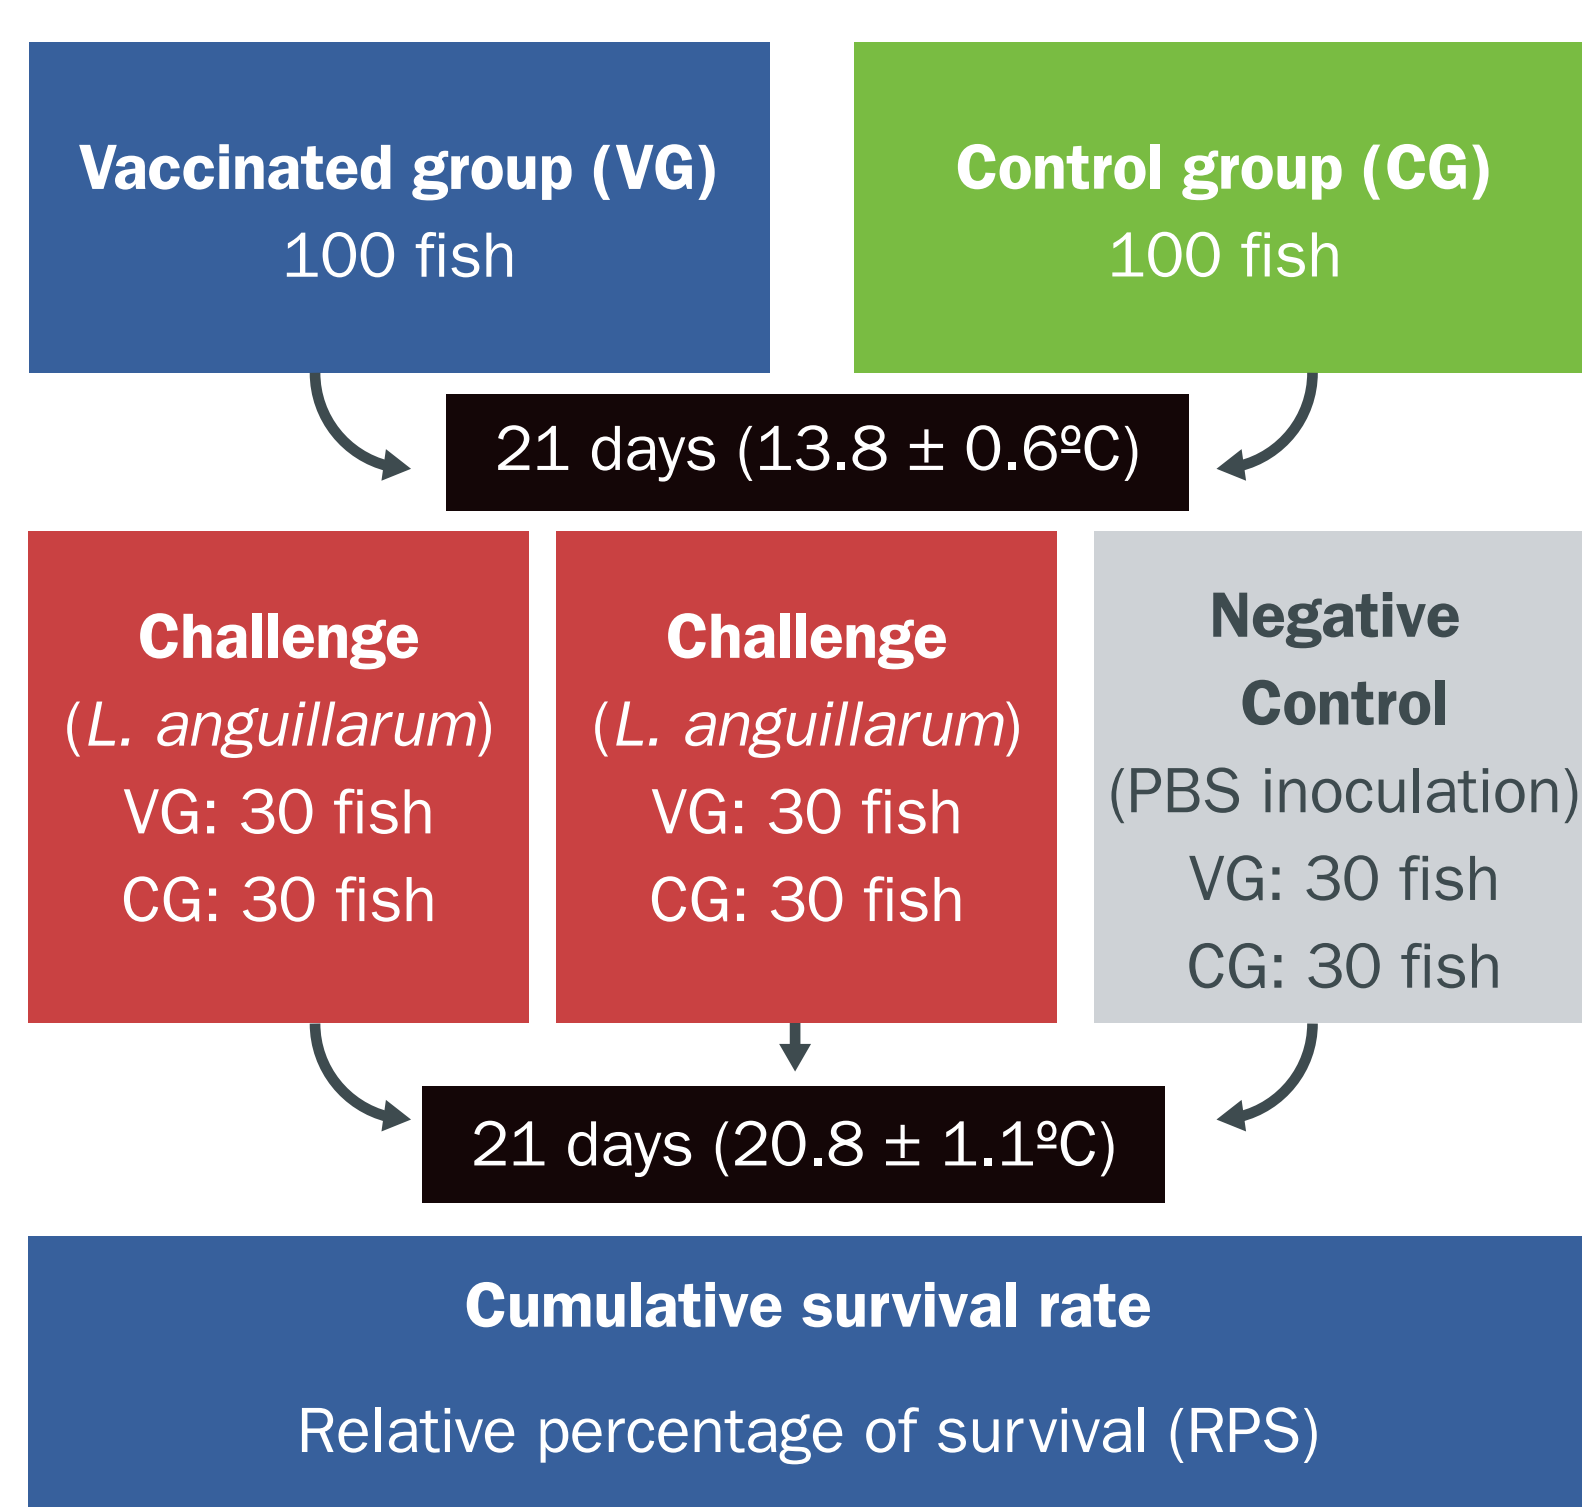 Vaccinated group (VG)
100 fish
Control group (CG)
100 fish
21 days (13.8 ± 0.6ºC)
Challenge
(L. anguillarum)
VG: 30 fish
CG: 30 fish
Challenge
(L. anguillarum)
VG: 30 fish
CG: 30 fish
Negative
Control
(PBS inoculation)
VG: 30 fish
CG: 30 fish
21 days (20.8 ± 1.1ºC)
Cumulative survival rate
Relative percentage of survival (RPS)